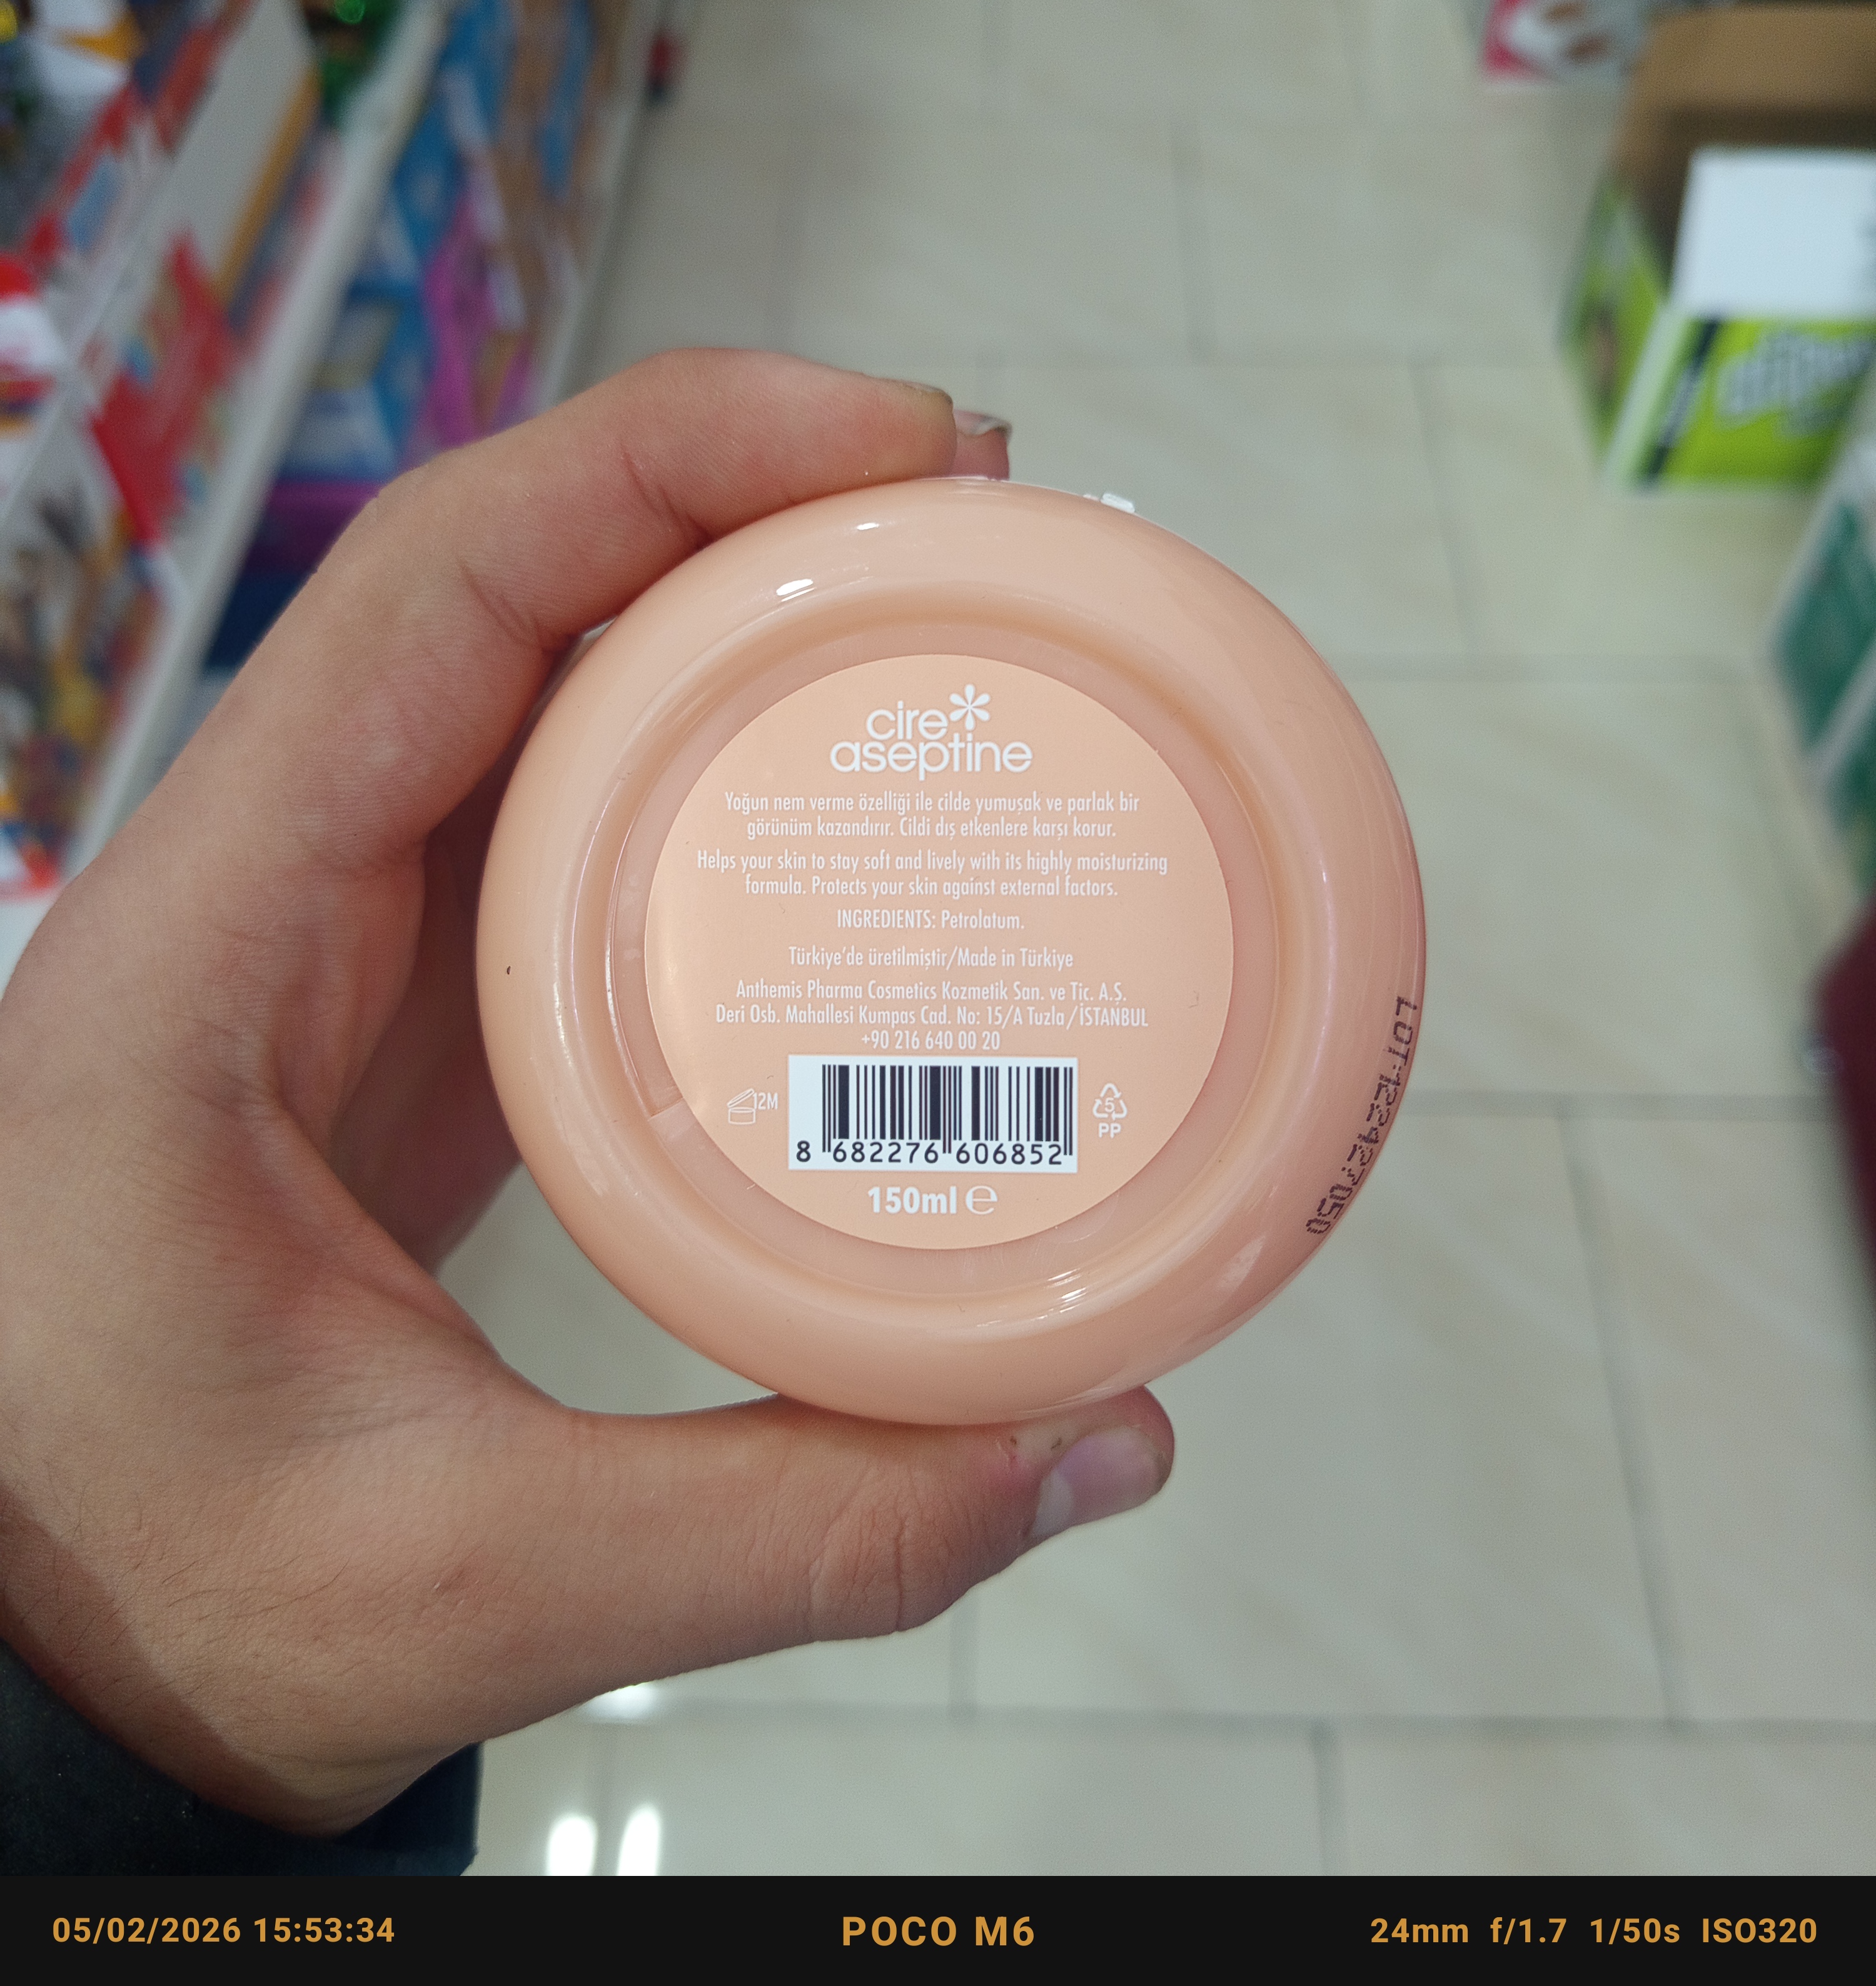 cire
aseptine
Yoğun nem verme özelliği ile cilde yumuşak ve parlak bir
görünüm kazandırır. Cildi dış etkenlere karşı korur.
Helps your skin to stay soft and lively with its highly moisturizing
formula. Protects your skin against external factors.
INGREDIENTS: Petrolatum.
Türkiye'de üretilmiştir/Made in Türkiye
Anthemis Pharma Cosmetics Kozmetik San. ve Tic. A.Ş.
Deri Osb. Mahallesi Kumpas Cad. No: 15/A Tuzla/İSTANBUL
+90 216 640 00 20
12M
5
PP
8 682276 606852
150ml e
05/02/2026 15:53:34
POCO M6
24mm f/1.7 1/50s ISO320